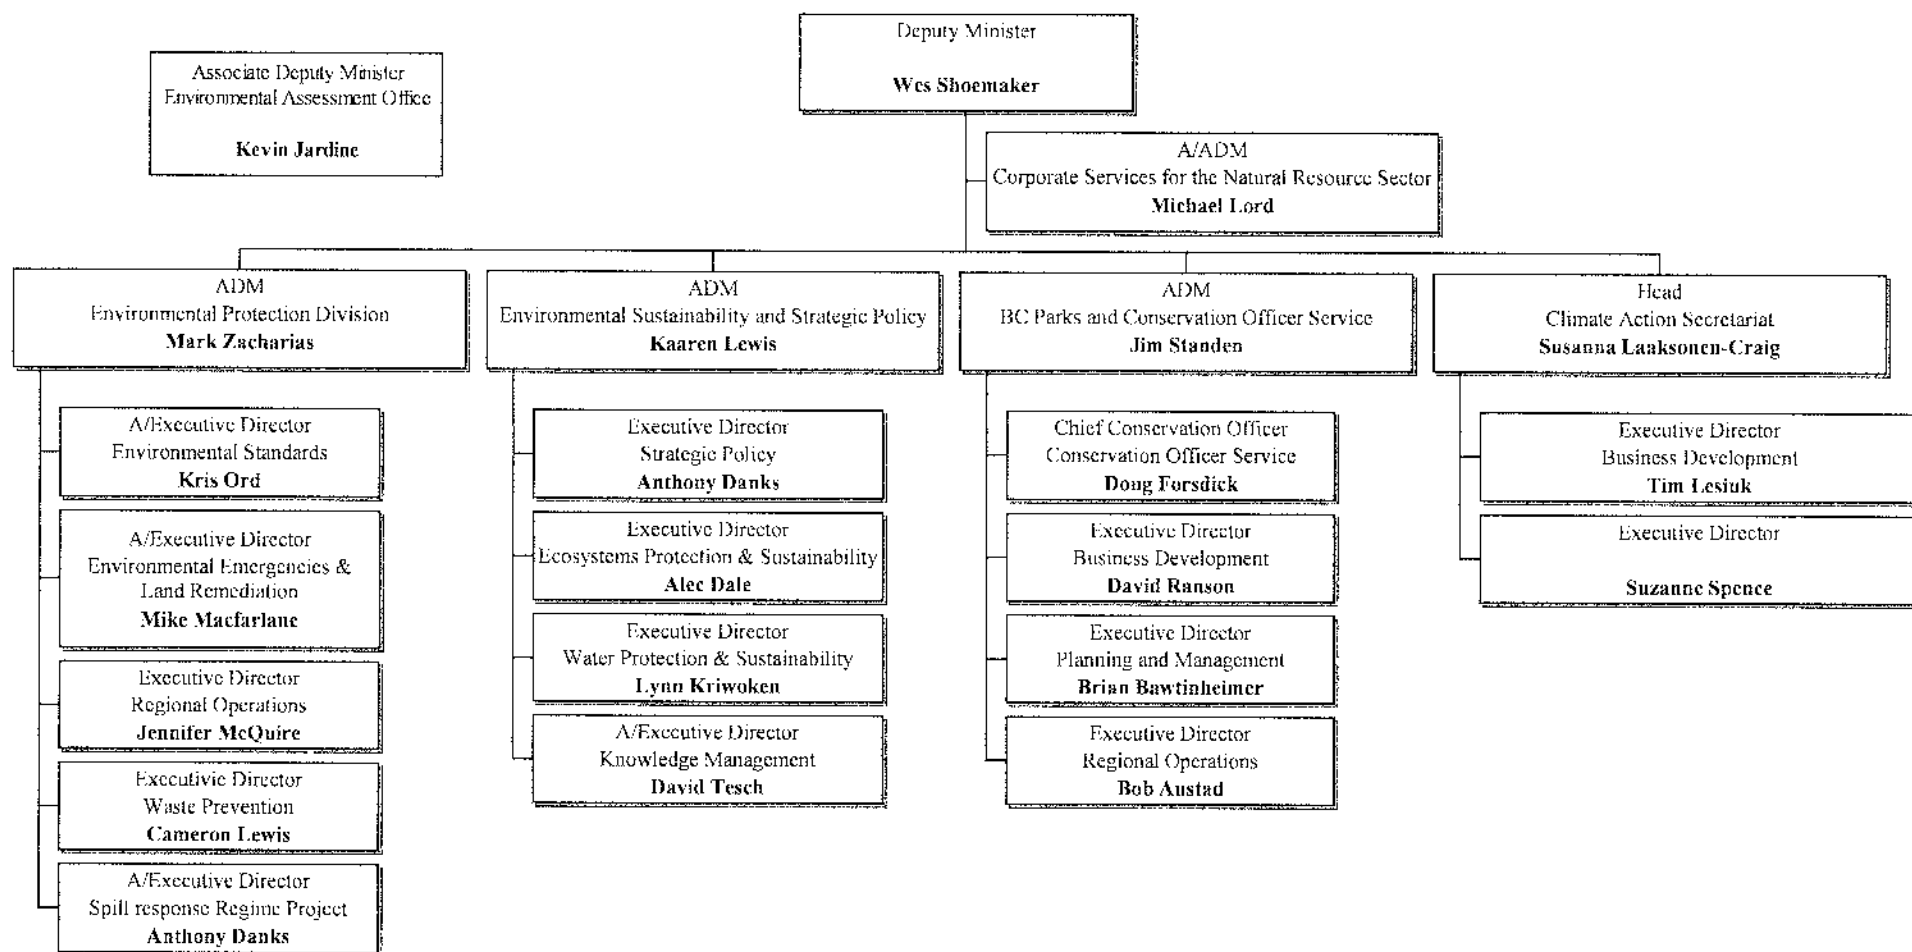 Deputy Minister
Wes Shoemaker
Associate Deputy Minister
Environmental Assessment Office
Kevin Jardine
A/ADM
Corporate Services for the Natural Resource Sector
Michael Lord
ADM
Environmental Protection Division
Mark Zacharias
A/Executive Director
Environmental Standards
Kris Ord
A/Executive Director
Environmental Emergencies &
Land Remediation
Mike Macfarlane
Executive Director
Regional Operations
Jennifer McQuire
Executivie Director
Waste Prevention
Cameron Lewis
A/Executive Director
Spill response Regime Project
Anthony Danks
ADM
Environmental Sustainability and Strategic Policy
Kaaren Lewis
Executive Director
Strategic Policy
Anthony Danks
Executive Director
Ecosystems Protection & Sustainability
Alec Dale
Executive Director
Water Protection & Sustainability
Lynn Kriwoken
A/Executive Director
Knowledge Management
David Tesch
ADM
BC Parks and Conservation Officer Service
Jim Standen
Chief Conservation Officer
Conservation Officer Service
Doug Forsdick
Executive Director
Business Development
David Ranson
Executive Director
Planning and Management
Brian Bawtinheimer
Executive Director
Regional Operations
Bob Austad
Head
Climate Action Secretariat
Susanna Laaksonen-Craig
Executive Director
Business Development
Tim Lesiuk
Executive Director
Suzanne Spence